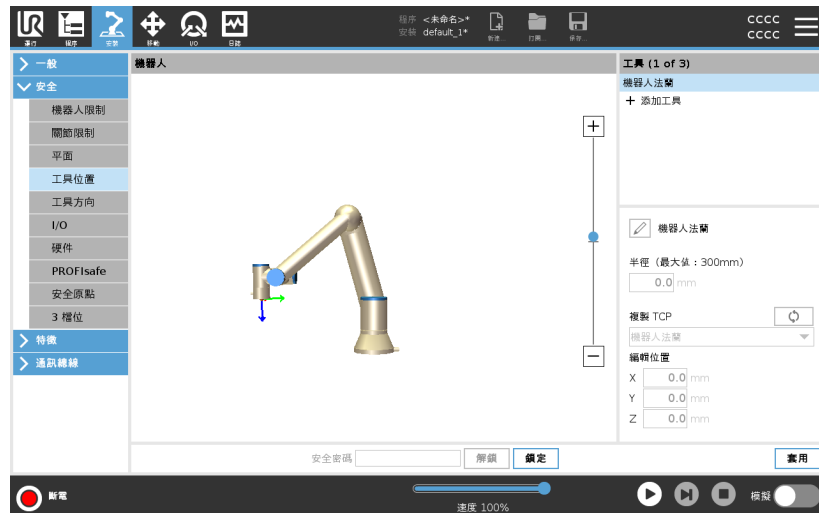 UR
運行
程序
安裝
移動
I/O
日誌
程序 <未命名>*
安裝 default_1*
新建...
打開...
保存...
cccc
cccc
一般
安全
機器人限制
關節限制
平面
工具位置
工具方向
I/O
硬件
PROFIsafe
安全原點
3 檔位
特徵
通訊總線
機器人
工具 (1 of 3)
機器人法蘭
添加工具
機器人法蘭
半徑（最大值：300mm）
0.0 mm
複製 TCP
機器人法蘭
編輯位置
X 0.0 mm
Y 0.0 mm
Z 0.0 mm
安全密碼 解鎖 鎖定
套用
斷電
速度 100%
模擬